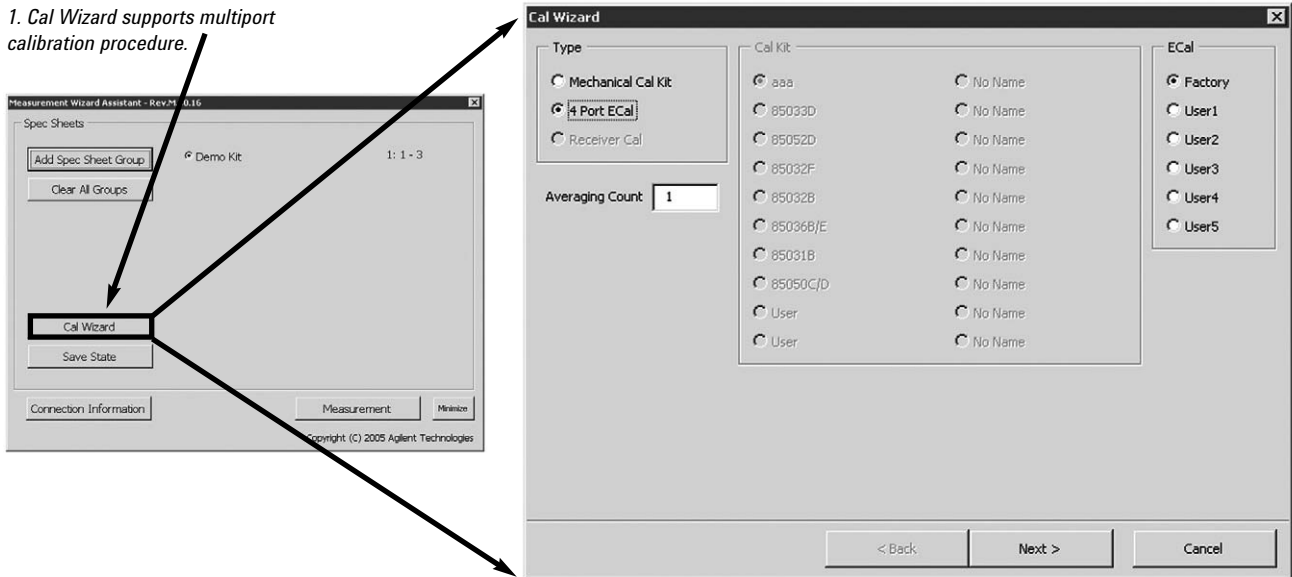 1. Cal Wizard supports multiport
calibration procedure.
Measurement Wizard Assistant - Rev.M 0.16
Spec Sheets
Add Spec Sheet Group
Demo Kit
1: 1 - 3
Clear All Groups
Cal Wizard
Save State
Connection Information
Measurement
Minimize
Copyright (C) 2005 Agilent Technologies
Cal Wizard
Type
Mechanical Cal Kit
4 Port ECal
Receiver Cal
Averaging Count 1
Cal Kit
aaa
85033D
85052D
85032F
85032B
85036B/E
85031B
85050C/D
User
User
No Name
No Name
No Name
No Name
No Name
No Name
No Name
No Name
No Name
No Name
ECal
Factory
User1
User2
User3
User4
User5
< Back
Next >
Cancel